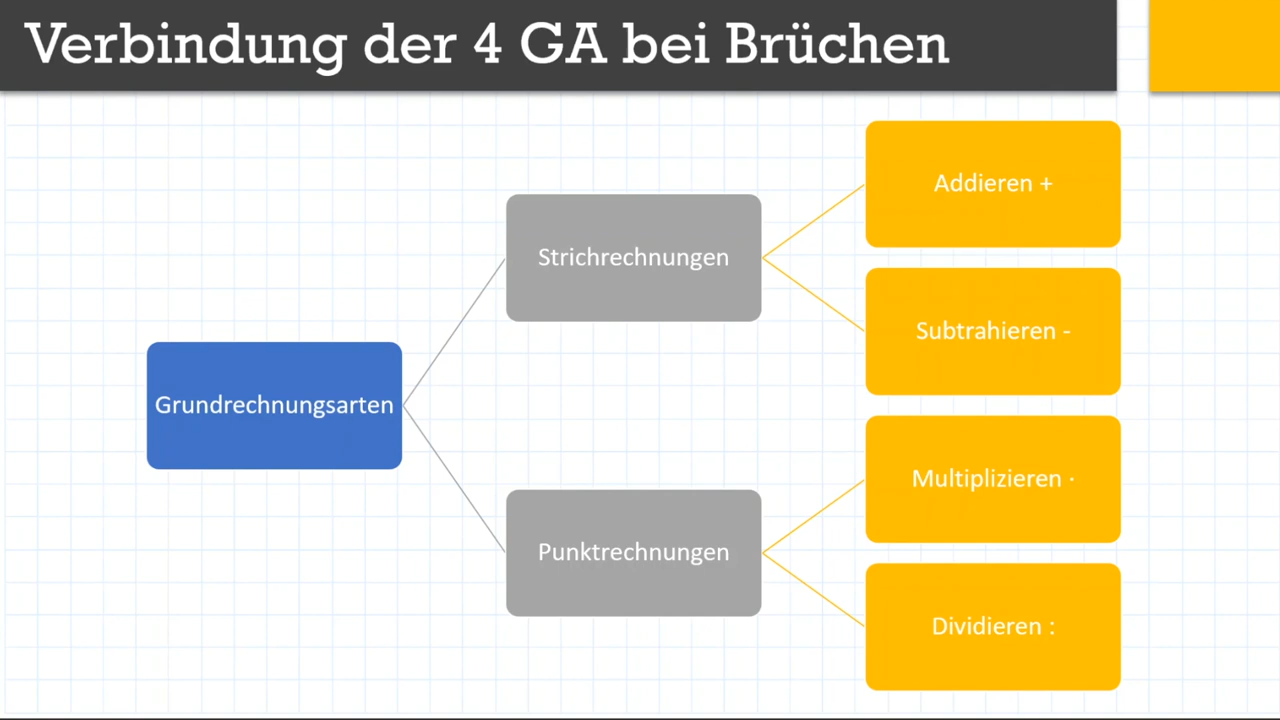 Verbindung der 4 GA bei Brüchen
Grundrechnungsarten
Strichrechnungen
Addieren +
Subtrahieren -
Punktrechnungen
Multiplizieren ·
Dividieren :